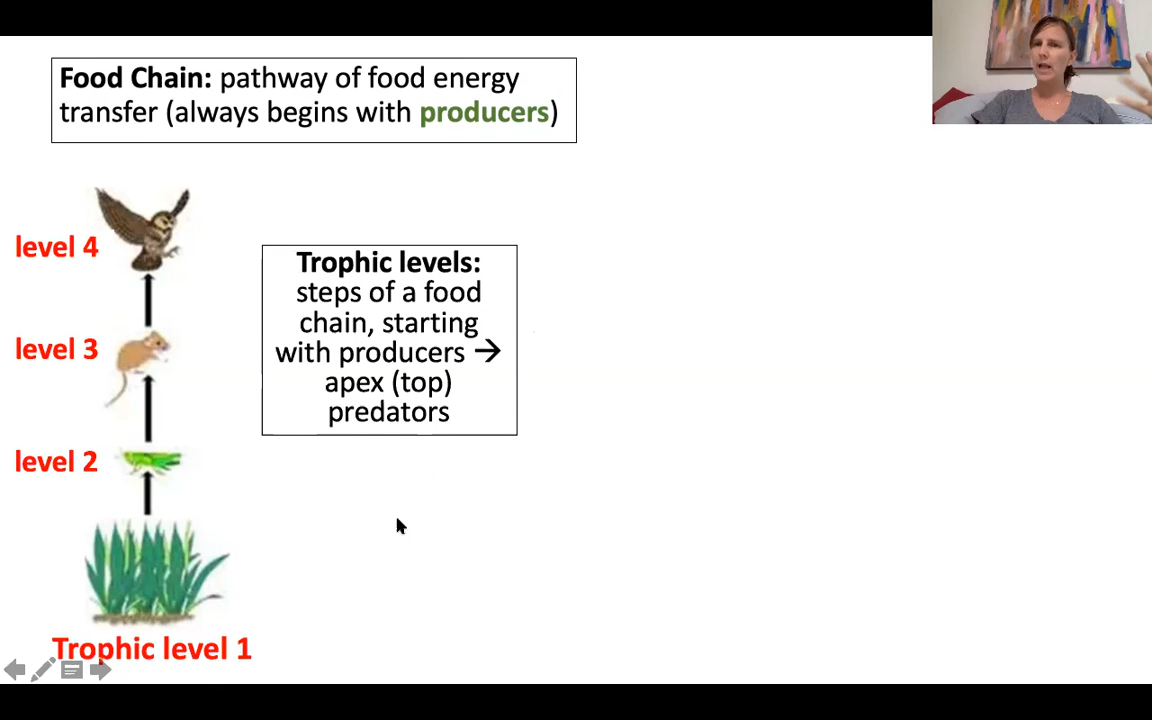 Food Chain: pathway of food energy
transfer (always begins with producers)
level 4
Trophic levels:
steps of a food
chain, starting
with producers →
apex (top)
predators
level 3
level 2
Trophic level 1